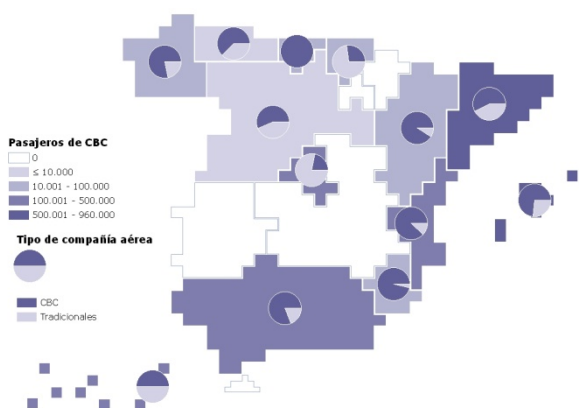 Pasajeros de CBC
0
≤ 10.000
10.001 - 100.000
100.001 - 500.000
500.001 - 960.000
Tipo de compañía aérea
CBC
Tradicionales